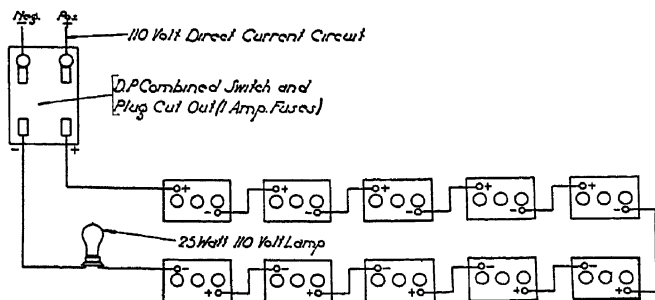 Neg. Pos.
110 Volt Direct Current Circuit
D.P. Combined Switch and
Plug Cut Out (1 Amp. Fuses)
- +
+ + + + +
- - - - -
25 Watt 110 Volt Lamp
- - - - -
+ + + + +